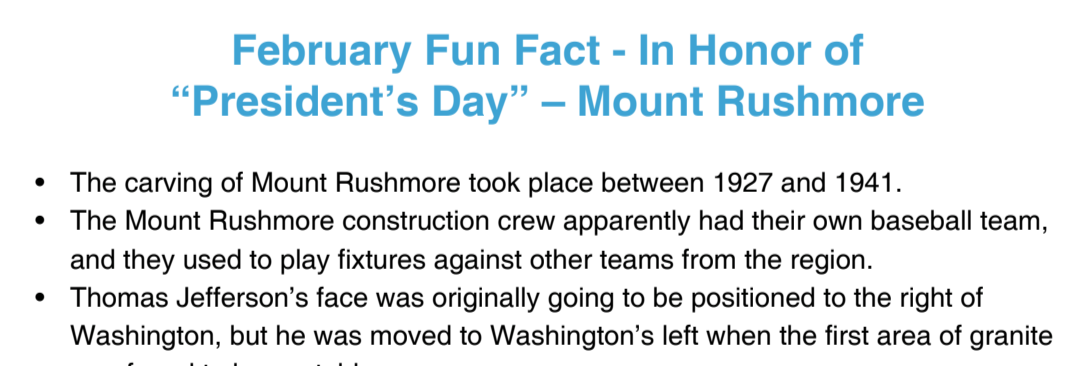 February Fun Fact - In Honor of
“President’s Day” – Mount Rushmore
• The carving of Mount Rushmore took place between 1927 and 1941.
• The Mount Rushmore construction crew apparently had their own baseball team,
and they used to play fixtures against other teams from the region.
• Thomas Jefferson’s face was originally going to be positioned to the right of
Washington, but he was moved to Washington’s left when the first area of granite